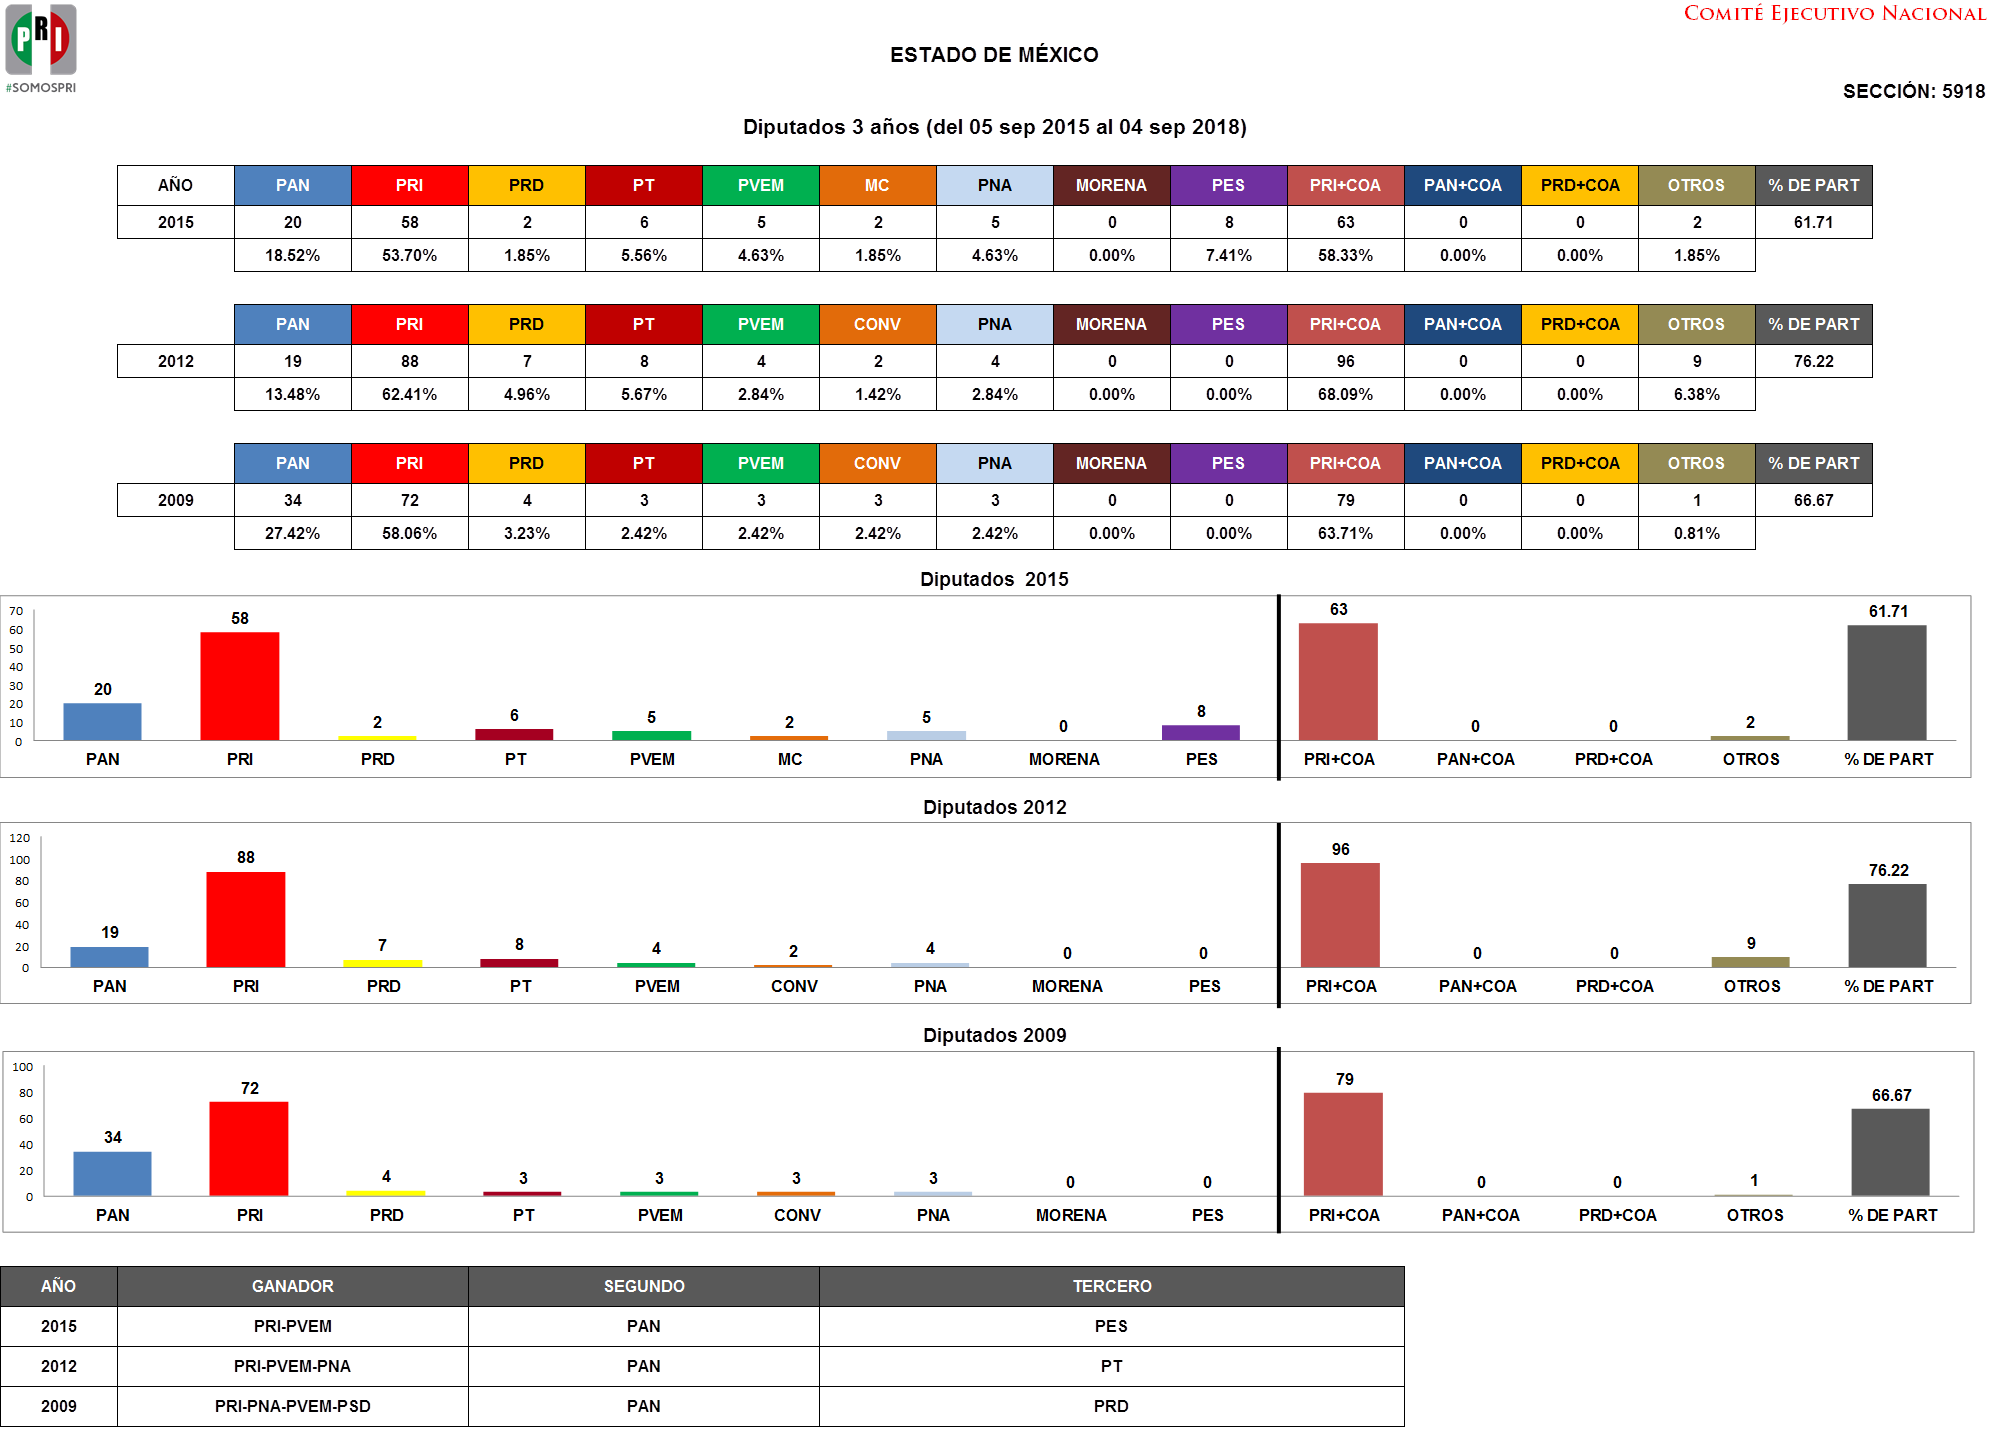 PRI
#SOMOSPRI
COMITÉ EJECUTIVO NACIONAL
ESTADO DE MÉXICO
SECCIÓN: 5918
Diputados 3 años (del 05 sep 2015 al 04 sep 2018)
AÑO PAN PRI PRD PT PVEM MC PNA MORENA PES PRI+COA PAN+COA PRD+COA OTROS % DE PART
2015 20 58 2 6 5 2 5 0 8 63 0 0 2 61.71
18.52% 53.70% 1.85% 5.56% 4.63% 1.85% 4.63% 0.00% 7.41% 58.33% 0.00% 0.00% 1.85%
PAN PRI PRD PT PVEM CONV PNA MORENA PES PRI+COA PAN+COA PRD+COA OTROS % DE PART
2012 19 88 7 8 4 2 4 0 0 96 0 0 9 76.22
13.48% 62.41% 4.96% 5.67% 2.84% 1.42% 2.84% 0.00% 0.00% 68.09% 0.00% 0.00% 6.38%
PAN PRI PRD PT PVEM CONV PNA MORENA PES PRI+COA PAN+COA PRD+COA OTROS % DE PART
2009 34 72 4 3 3 3 3 0 0 79 0 0 1 66.67
27.42% 58.06% 3.23% 2.42% 2.42% 2.42% 2.42% 0.00% 0.00% 63.71% 0.00% 0.00% 0.81%
Diputados 2015
70
60
50
40
30
20
10
0
20 58 2 6 5 2 5 0 8 63 0 0 2 61.71
PAN PRI PRD PT PVEM MC PNA MORENA PES PRI+COA PAN+COA PRD+COA OTROS % DE PART
Diputados 2012
120
100
80
60
40
20
0
19 88 7 8 4 2 4 0 0 96 0 0 9 76.22
PAN PRI PRD PT PVEM CONV PNA MORENA PES PRI+COA PAN+COA PRD+COA OTROS % DE PART
Diputados 2009
100
80
60
40
20
0
34 72 4 3 3 3 3 0 0 79 0 0 1 66.67
PAN PRI PRD PT PVEM CONV PNA MORENA PES PRI+COA PAN+COA PRD+COA OTROS % DE PART
AÑO GANADOR SEGUNDO TERCERO
2015 PRI-PVEM PAN PES
2012 PRI-PVEM-PNA PAN PT
2009 PRI-PNA-PVEM-PSD PAN PRD